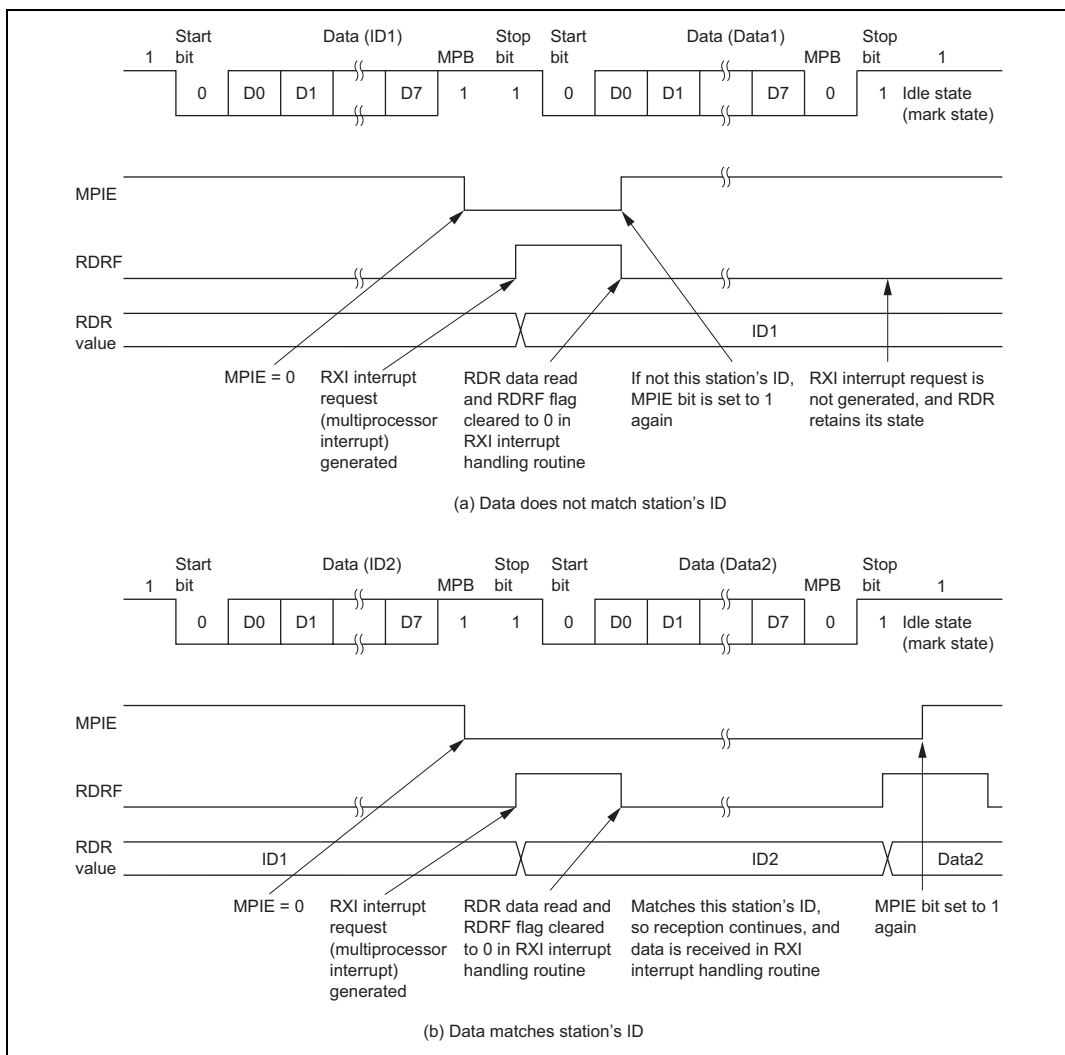 Start bit
Data (ID1)
Stop bit
Start bit
Data (Data1)
Stop bit
1
MPB
MPB
1
0 D0 D1 D7 1 1 0 D0 D1 D7 0 1 Idle state (mark state)
MPIE
RDRF
RDR value
ID1
MPIE = 0
RXI interrupt
request
(multiprocessor
interrupt)
generated
RDR data read
and RDRF flag
cleared to 0 in
RXI interrupt
handling routine
If not this station's ID,
MPIE bit is set to 1
again
RXI interrupt request is
not generated, and RDR
retains its state
(a) Data does not match station's ID
Start bit
Data (ID2)
Stop bit
Start bit
Data (Data2)
Stop bit
1
MPB
MPB
1
0 D0 D1 D7 1 1 0 D0 D1 D7 0 1 Idle state (mark state)
MPIE
RDRF
RDR value
ID1
ID2
Data2
MPIE = 0
RXI interrupt
request
(multiprocessor
interrupt)
generated
RDR data read and
RDRF flag cleared
to 0 in RXI interrupt
handling routine
Matches this station's ID,
so reception continues, and
data is received in RXI
interrupt handling routine
MPIE bit set to 1
again
(b) Data matches station's ID